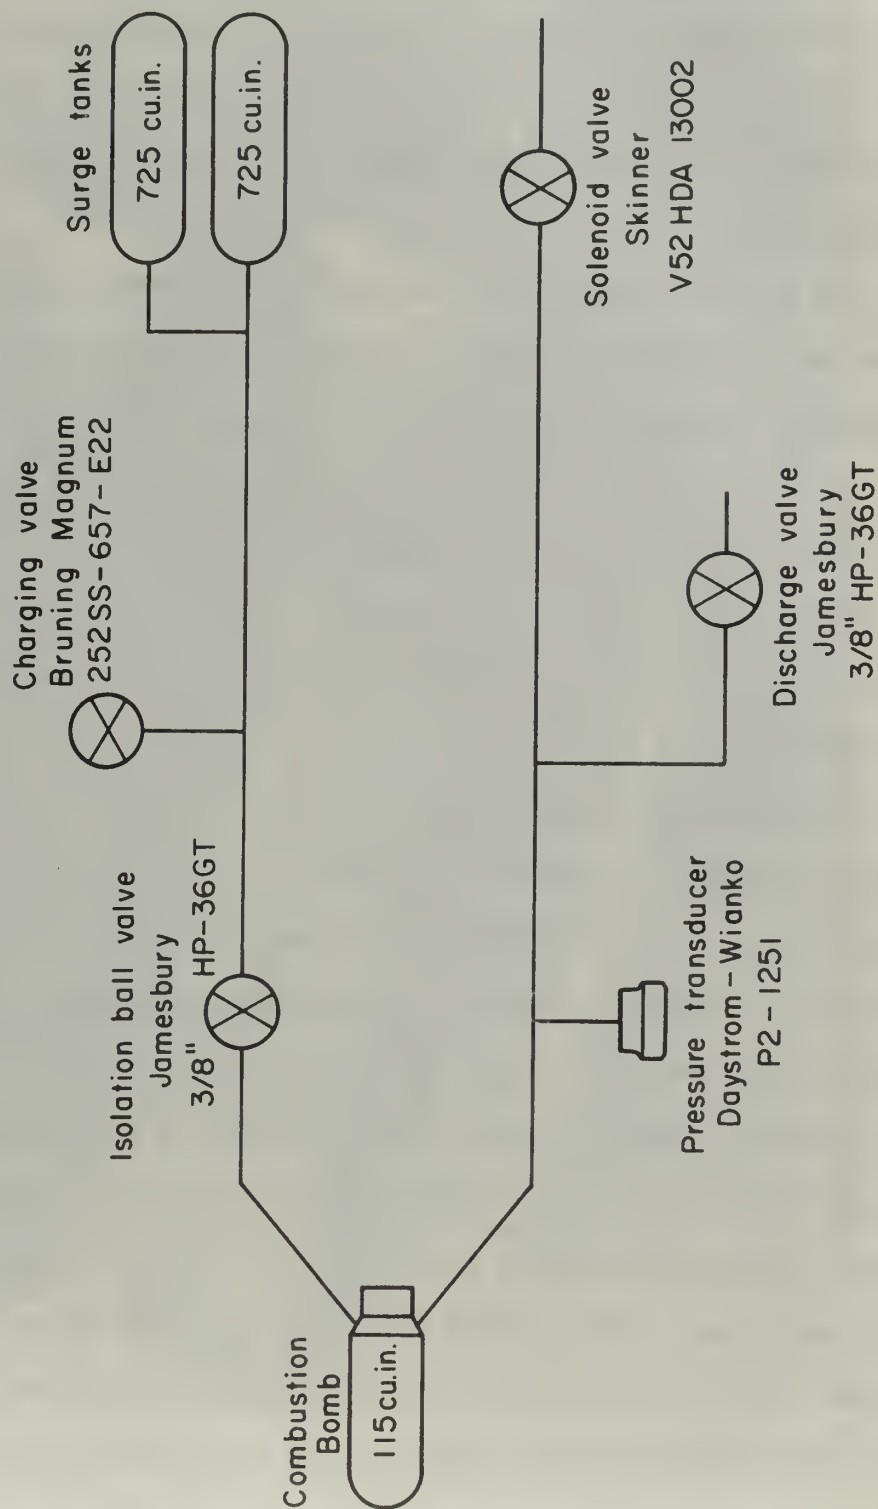 Surge tanks
725 cu.in.
725 cu.in.
Charging valve
Bruning Magnum
252SS-657-E22
Isolation ball valve
Jamesbury
3/8" HP-36GT
Combustion
Bomb
115 cu.in.
Solenoid valve
Skinner
V52 HDA 13002
Discharge valve
Jamesbury
3/8" HP-36GT
Pressure transducer
Daystrom-Wianko
P2-1251